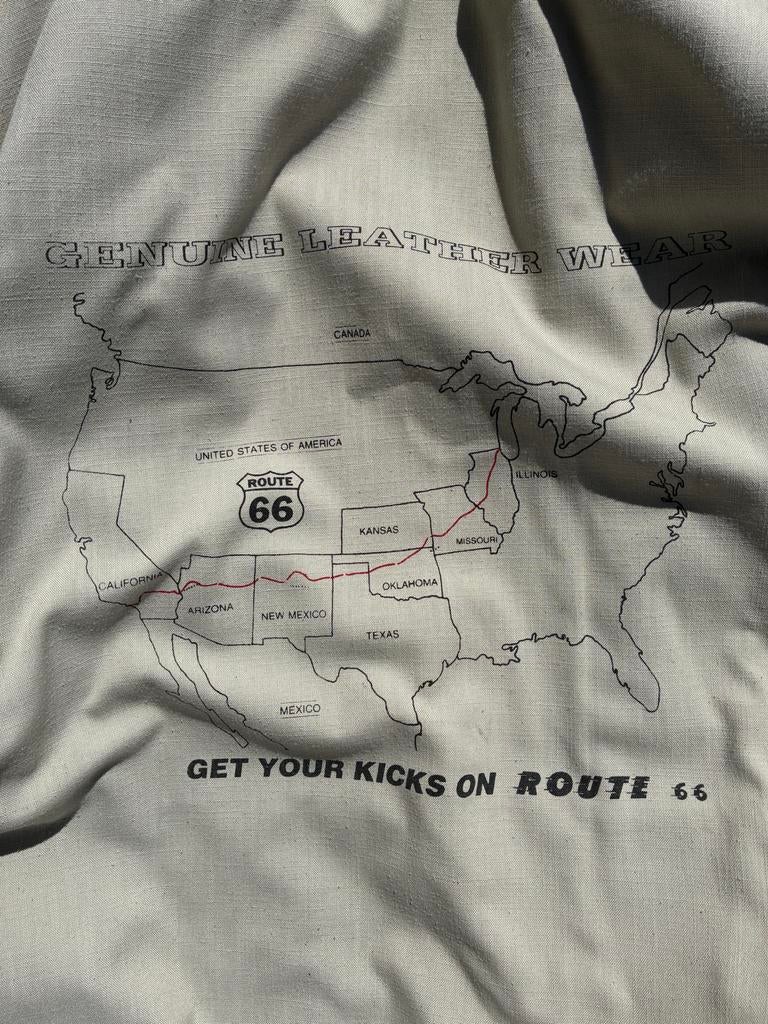 GENUINE LEATHER WEAR
CANADA
UNITED STATES OF AMERICA
ROUTE
66
ILLINOIS
KANSAS
MISSOURI
CALIFORNIA
OKLAHOMA
ARIZONA
NEW MEXICO
TEXAS
MEXICO
GET YOUR KICKS ON ROUTE 66